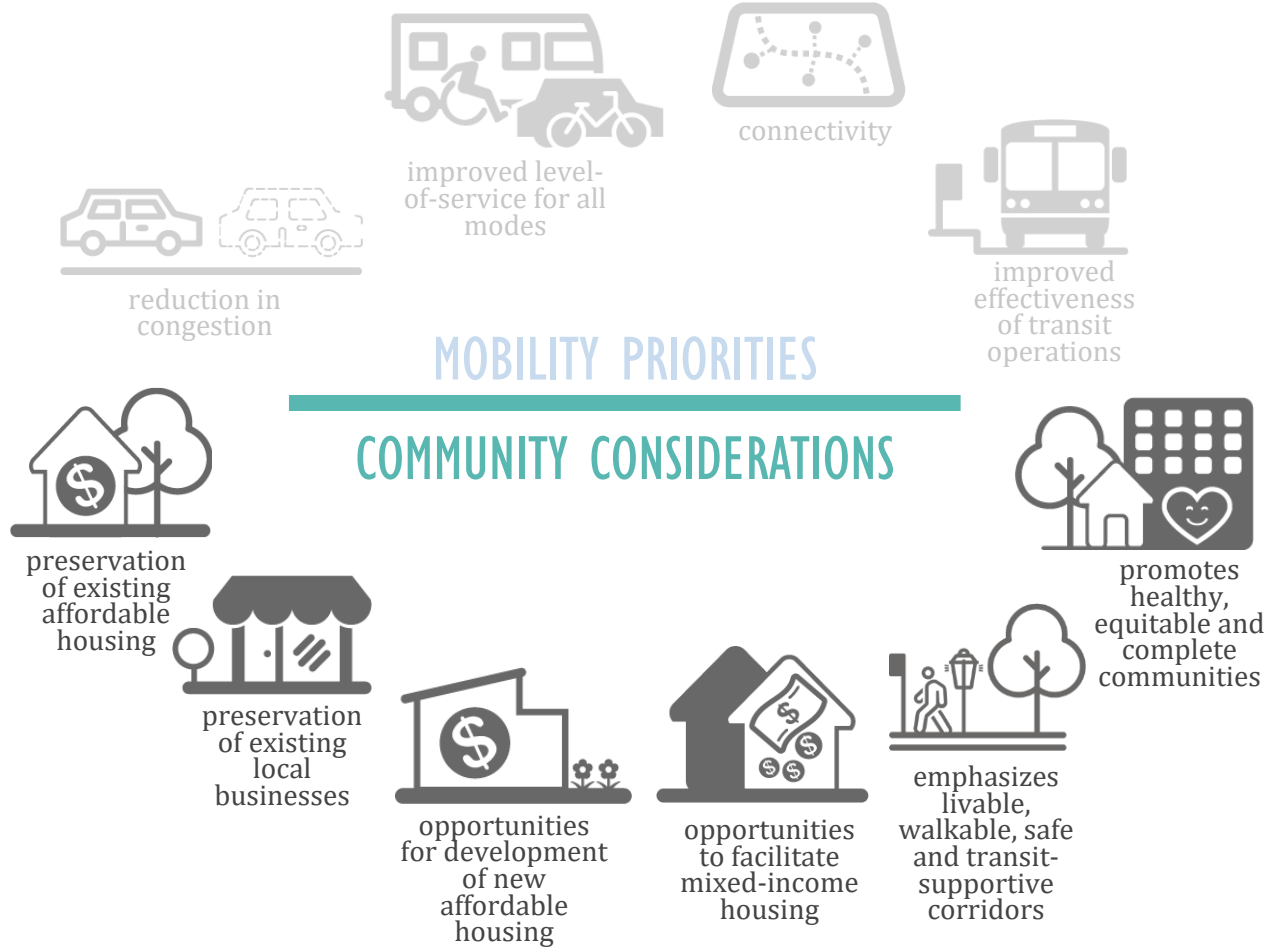 improved level-
of-service for all
modes
connectivity
reduction in
congestion
improved
effectiveness
of transit
operations
MOBILITY PRIORITIES
COMMUNITY CONSIDERATIONS
$
preservation
of existing
affordable
housing
preservation
of existing
local
businesses
$
opportunities
for development
of new
affordable
housing
$
$
$ $
opportunities
to facilitate
mixed-income
housing
emphasizes
livable,
walkable, safe
and transit-
supportive
corridors
promotes
healthy,
equitable and
complete
communities